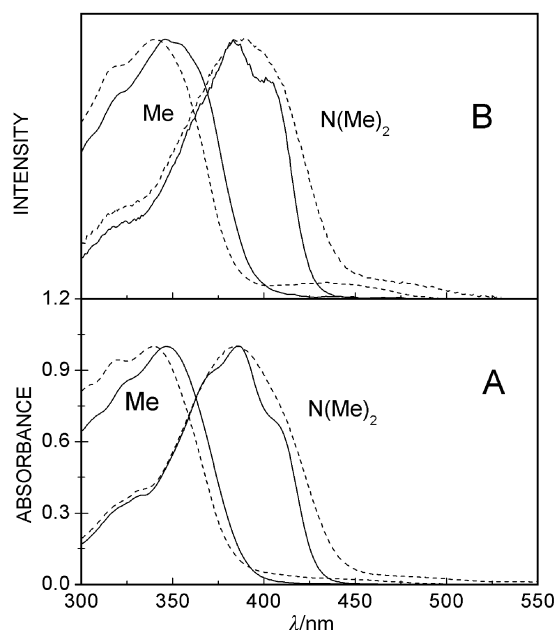 B
Me
N(Me)2
INTENSITY
1.2
A
0.9
Me
N(Me)2
0.6
ABSORBANCE
0.3
0.0
300 350 400 450 500 550
λ/nm